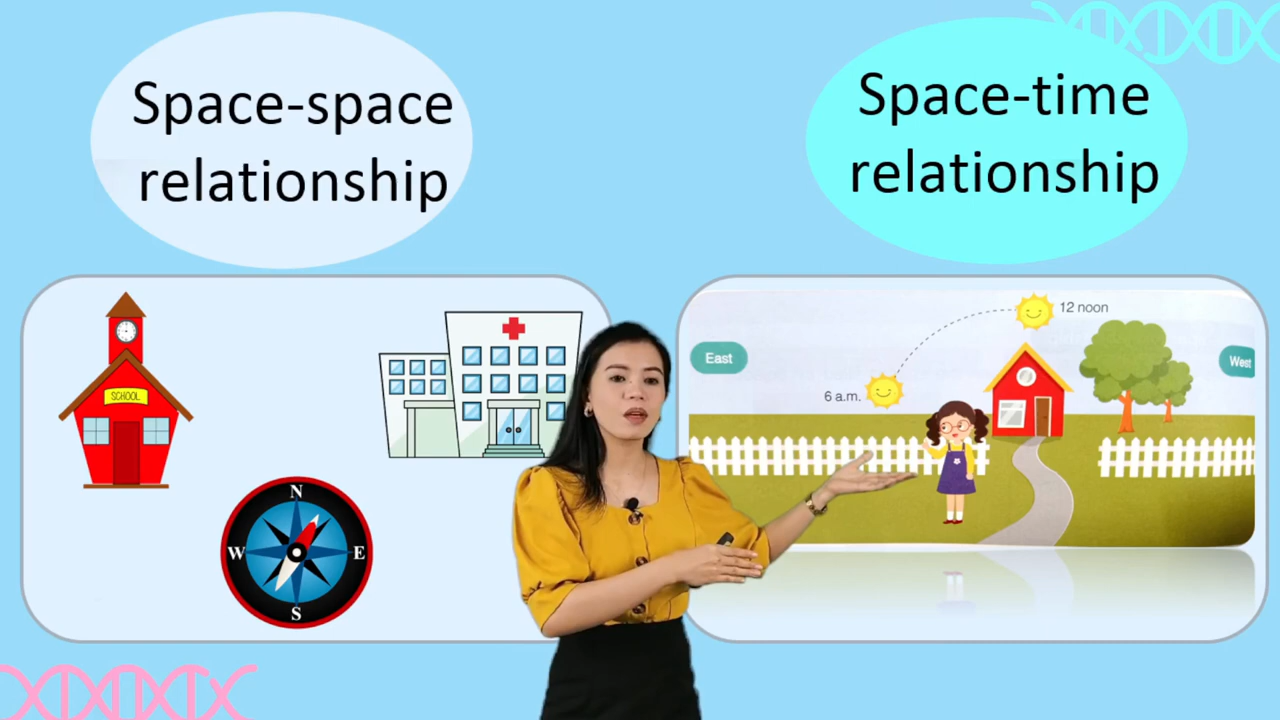 Space-space
relationship
Space-time
relationship
SCHOOL
N
W
E
S
12 noon
East
West
6 a.m.